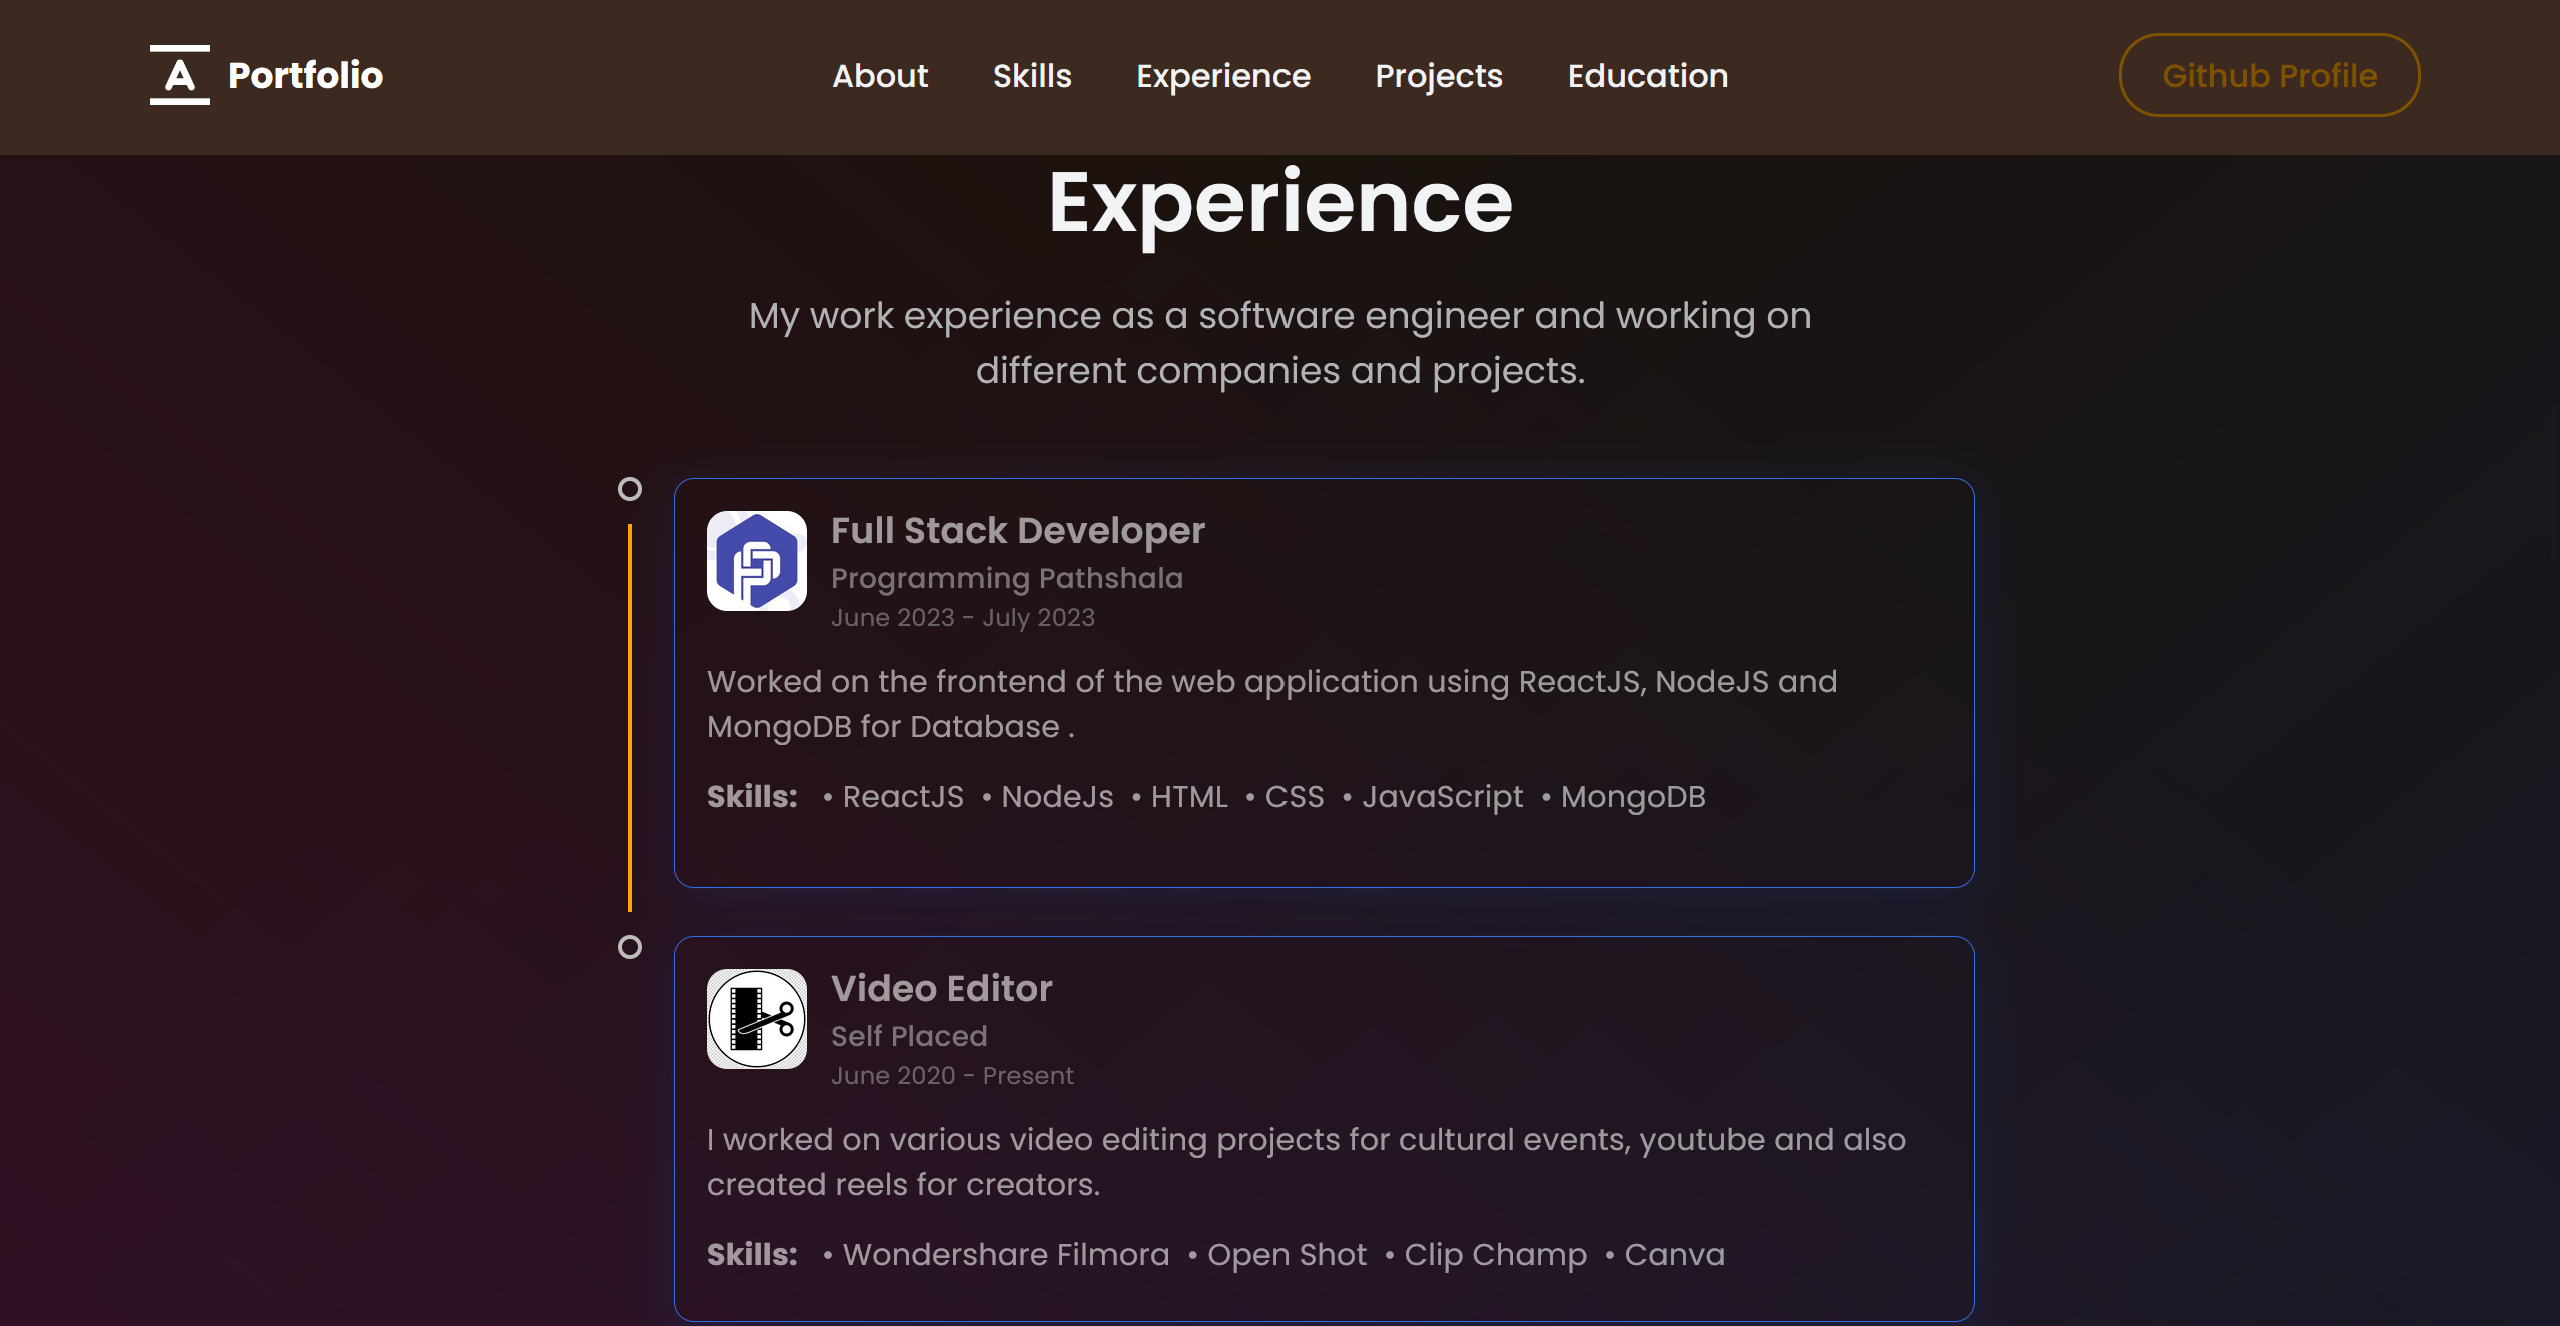 A Portfolio
About Skills Experience Projects Education
Github Profile
Experience
My work experience as a software engineer and working on
different companies and projects.
Full Stack Developer
Programming Pathshala
June 2023 - July 2023
Worked on the frontend of the web application using ReactJS, NodeJS and
MongoDB for Database .
Skills: • ReactJS • NodeJs • HTML • CSS • JavaScript • MongoDB
Video Editor
Self Placed
June 2020 - Present
I worked on various video editing projects for cultural events, youtube and also
created reels for creators.
Skills: • Wondershare Filmora • Open Shot • Clip Champ • Canva